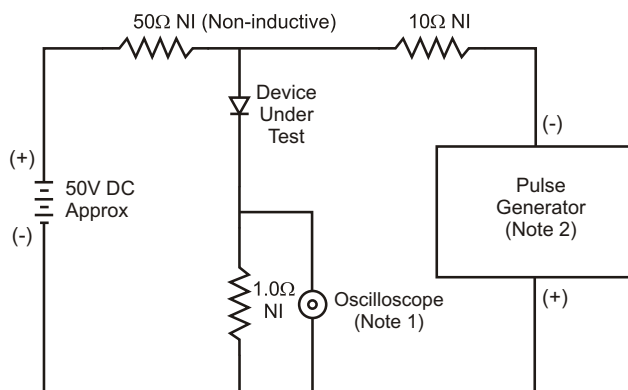 50Ω NI (Non-inductive)
10Ω NI
Device
Under
Test
(-)
(+)
50V DC
Approx
(-)
Pulse
Generator
(Note 2)
1.0Ω
NI
Oscilloscope
(Note 1)
(+)